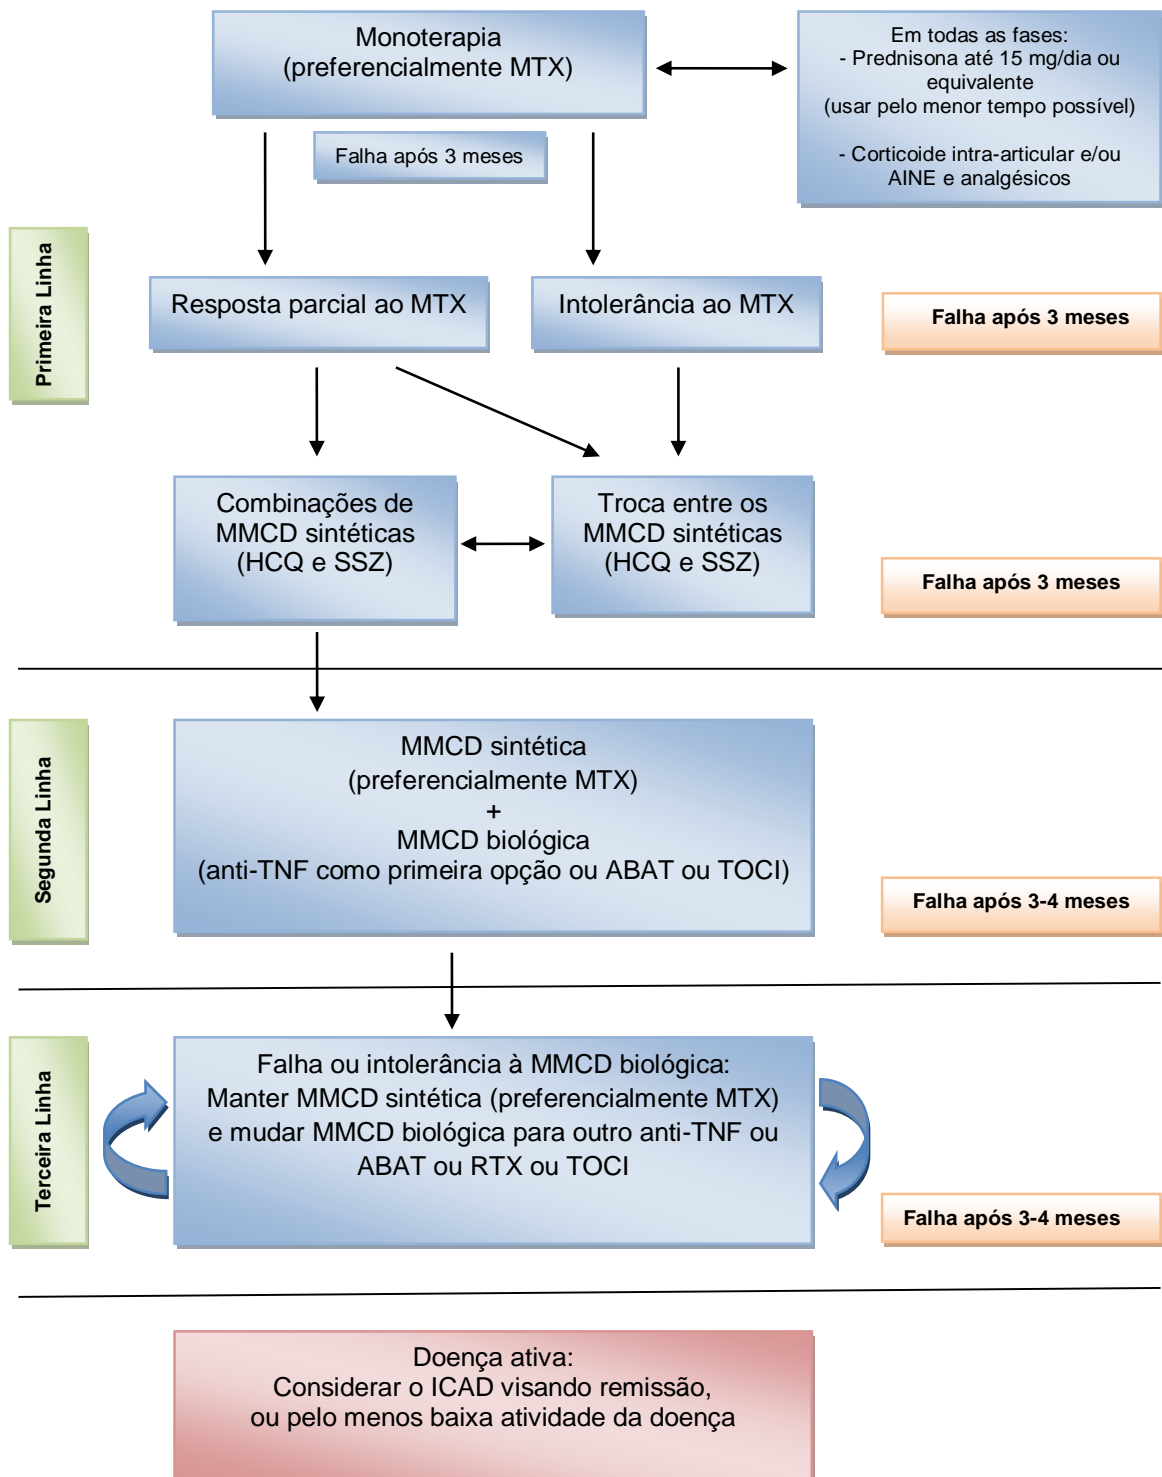 Monoterapia
(preferencialmente MTX)
Em todas as fases:
- Prednisona até 15 mg/dia ou
equivalente
(usar pelo menor tempo possível)
- Corticoide intra-articular e/ou
AINE e analgésicos
Falha após 3 meses
Primeira Linha
Resposta parcial ao MTX
Intolerância ao MTX
Falha após 3 meses
Combinações de
MMCD sintéticas
(HCQ e SSZ)
Troca entre os
MMCD sintéticas
(HCQ e SSZ)
Falha após 3 meses
Segunda Linha
MMCD sintética
(preferencialmente MTX)
+
MMCD biológica
(anti-TNF como primeira opção ou ABAT ou TOCI)
Falha após 3-4 meses
Terceira Linha
Falha ou intolerância à MMCD biológica:
Manter MMCD sintética (preferencialmente MTX)
e mudar MMCD biológica para outro anti-TNF ou
ABAT ou RTX ou TOCI
Falha após 3-4 meses
Doença ativa:
Considerar o ICAD visando remissão,
ou pelo menos baixa atividade da doença